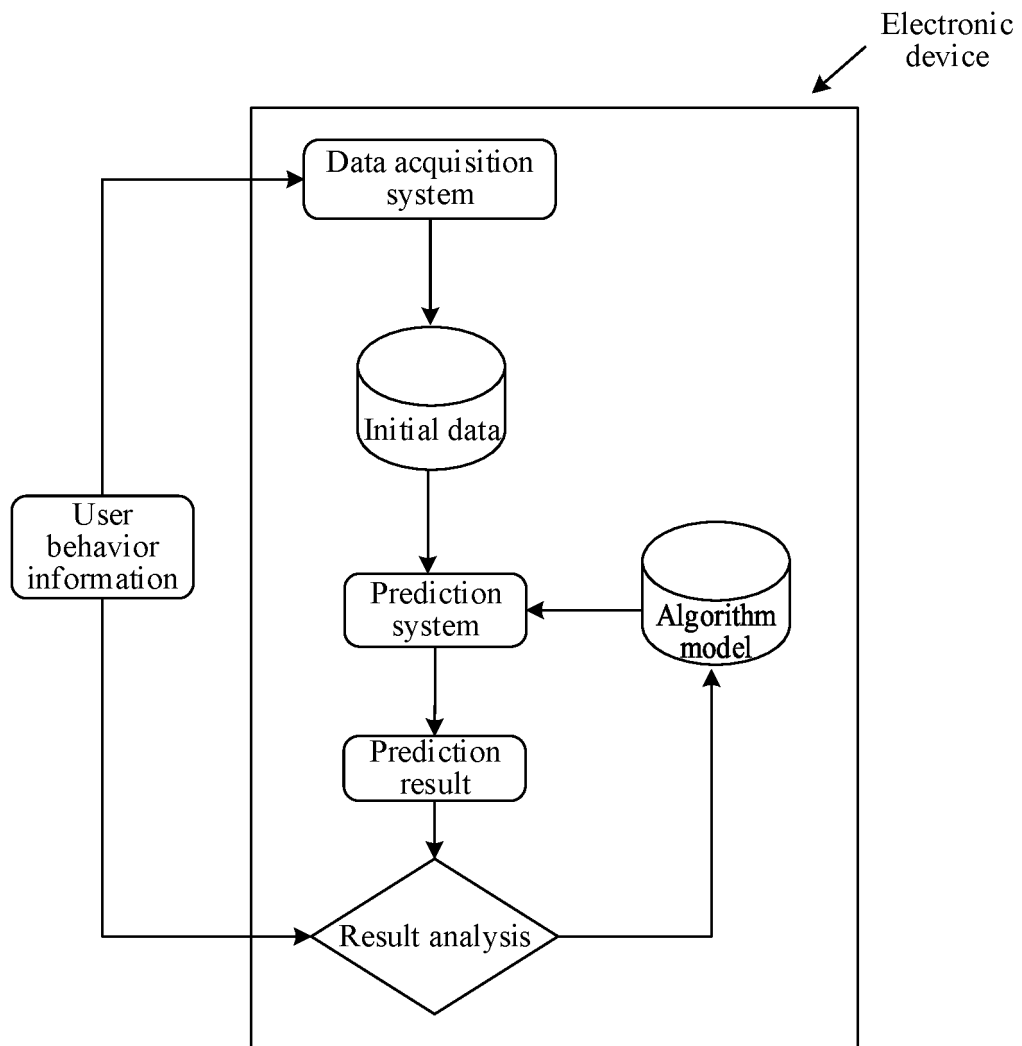 Electronic
device
Data acquisition
system
Initial data
User
behavior
information
Prediction
system
Algorithm
model
Prediction
result
Result analysis